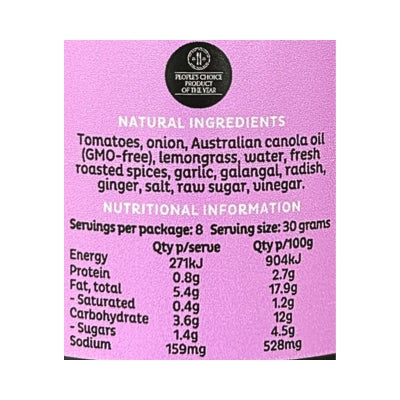 PEOPLE'S CHOICE
PRODUCT
OF THE YEAR
NATURAL INGREDIENTS
Tomatoes, onion, Australian canola oil
(GMO-free), lemongrass, water, fresh
roasted spices, garlic, galangal, radish,
ginger, salt, raw sugar, vinegar.
NUTRITIONAL INFORMATION
Servings per package: 8 Serving size: 30 grams
Qty p/serve Qty p/100g
Energy 271kJ 904kJ
Protein 0.8g 2.7g
Fat, total 5.4g 17.9g
- Saturated 0.4g 1.2g
Carbohydrate 3.6g 12g
- Sugars 1.4g 4.5g
Sodium 159mg 528mg